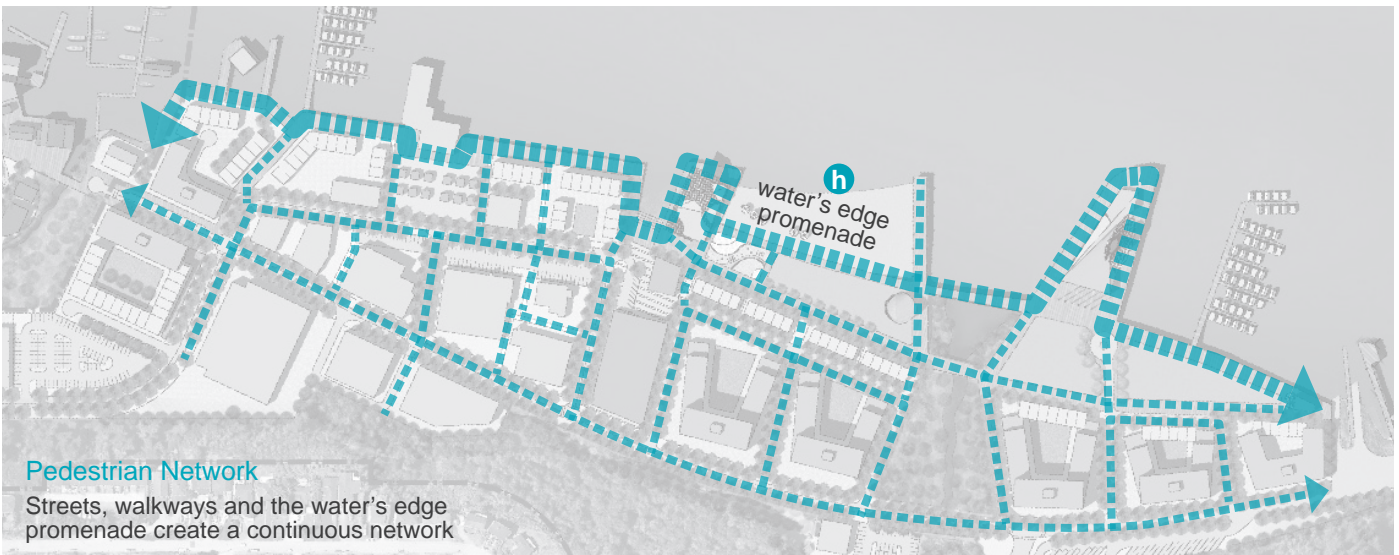 h
water's edge
promenade
Pedestrian Network
Streets, walkways and the water's edge
promenade create a continuous network